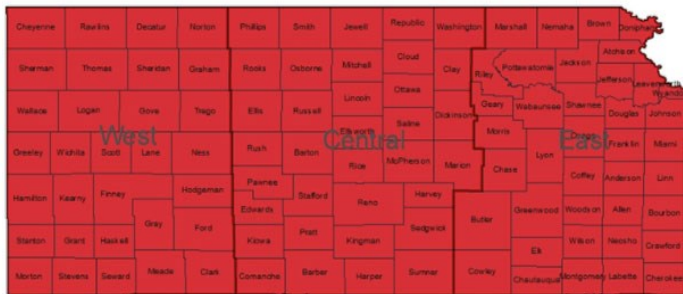 Cheyenne Rawlins Decatur Norton Phillips Smith Jewell Republic Washington Marshall Nemaha Brown Doniphan
Sherman Thomas Sheridan Graham Rooks Osborne Mitchell Cloud Clay Riley Pottawatomie Jackson Atchison
Jefferson Leavenworth
Wallace Logan Gove Trego Ellis Russell Lincoln Ottawa Saline Dickinson Geary Wabaunsee Shawnee Douglas Johnson
West Central East
Greeley Wichita Scott Lane Ness Rush Barton Ellsworth Rice McPherson Marion Morris Chase Lyon Franklin Miami
Hamilton Kearny Finney Hodgeman Pawnee Stafford Reno Harvey Coffey Anderson Linn
Gray Ford Edwards Pratt Kingman Sedgwick Butler Greenwood Woodson Allen Bourbon
Stanton Grant Haskell Kiowa Elk Wilson Neosho Crawford
Morton Stevens Seward Meade Clark Comanche Barber Harper Sumner Cowley Chautauqua Montgomery Labette Cherokee